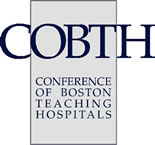 COBTH
CONFERENCE
OF BOSTON
TEACHING
HOSPITALS